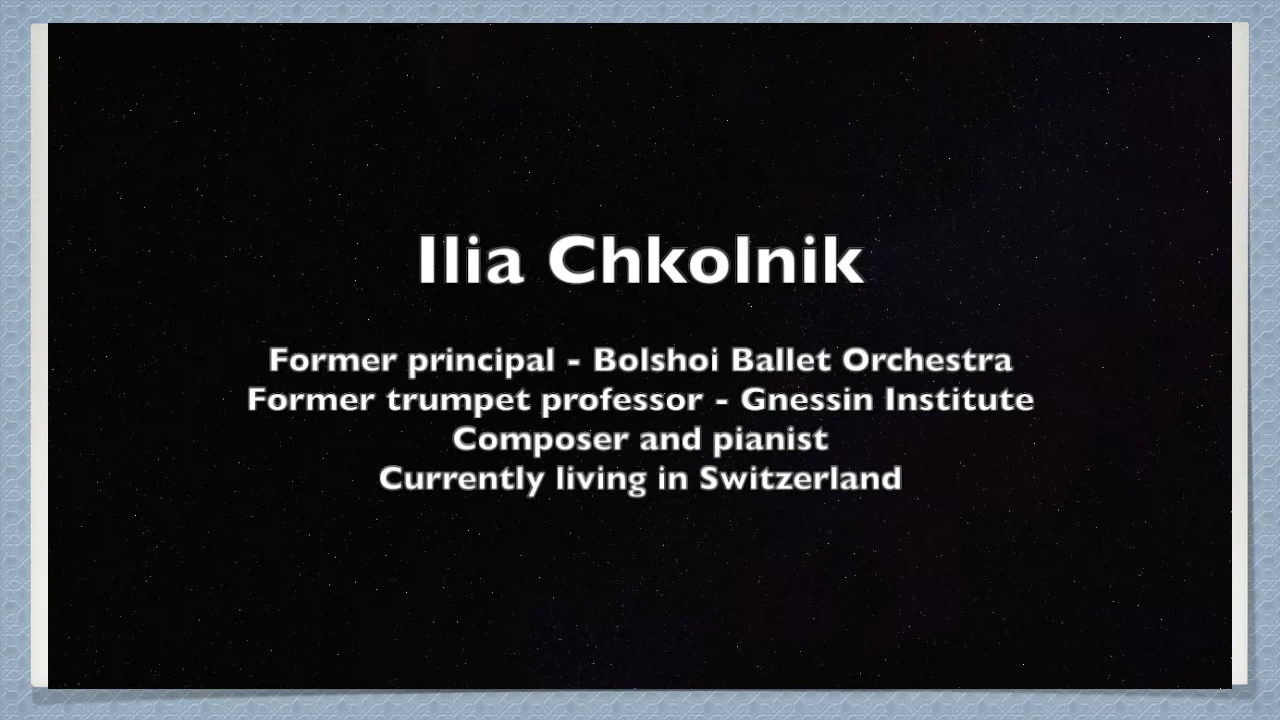 Ilia Chkolnik
Former principal - Bolshoi Ballet Orchestra
Former trumpet professor - Gnessin Institute
Composer and pianist
Currently living in Switzerland